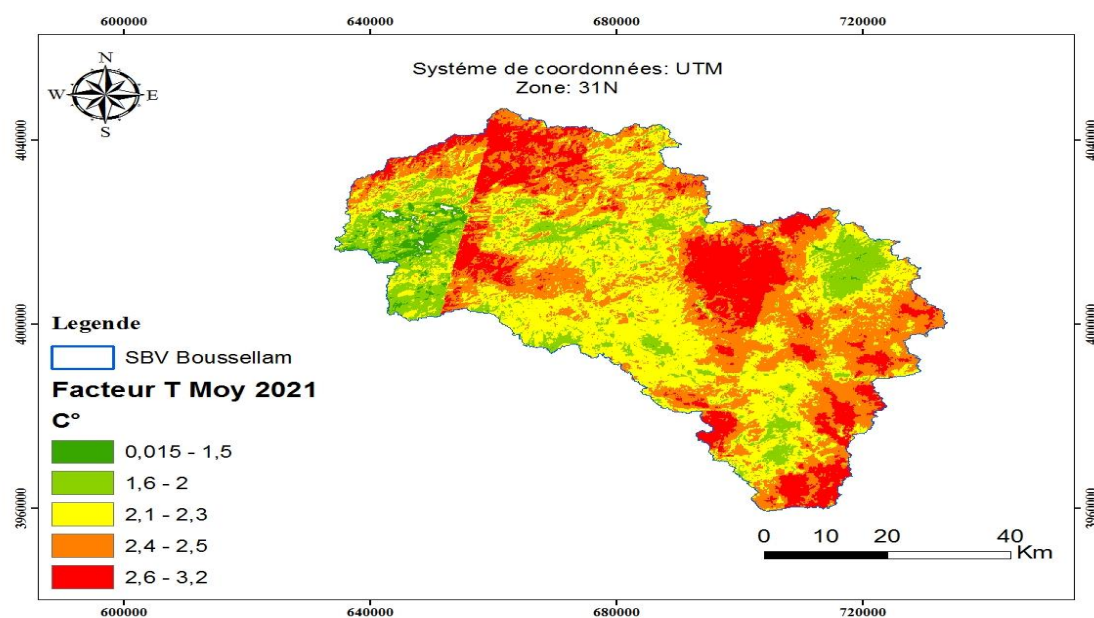 600000 640000 680000 720000
N
W E
S
Systéme de coordonnées: UTM
Zone: 31N
4040000 4040000
4000000 4000000
3960000 3960000
Legende
SBV Boussellam
Facteur T Moy 2021
C°
0,015 - 1,5
1,6 - 2
2,1 - 2,3
2,4 - 2,5
2,6 - 3,2
0 10 20 40
Km
600000 640000 680000 720000